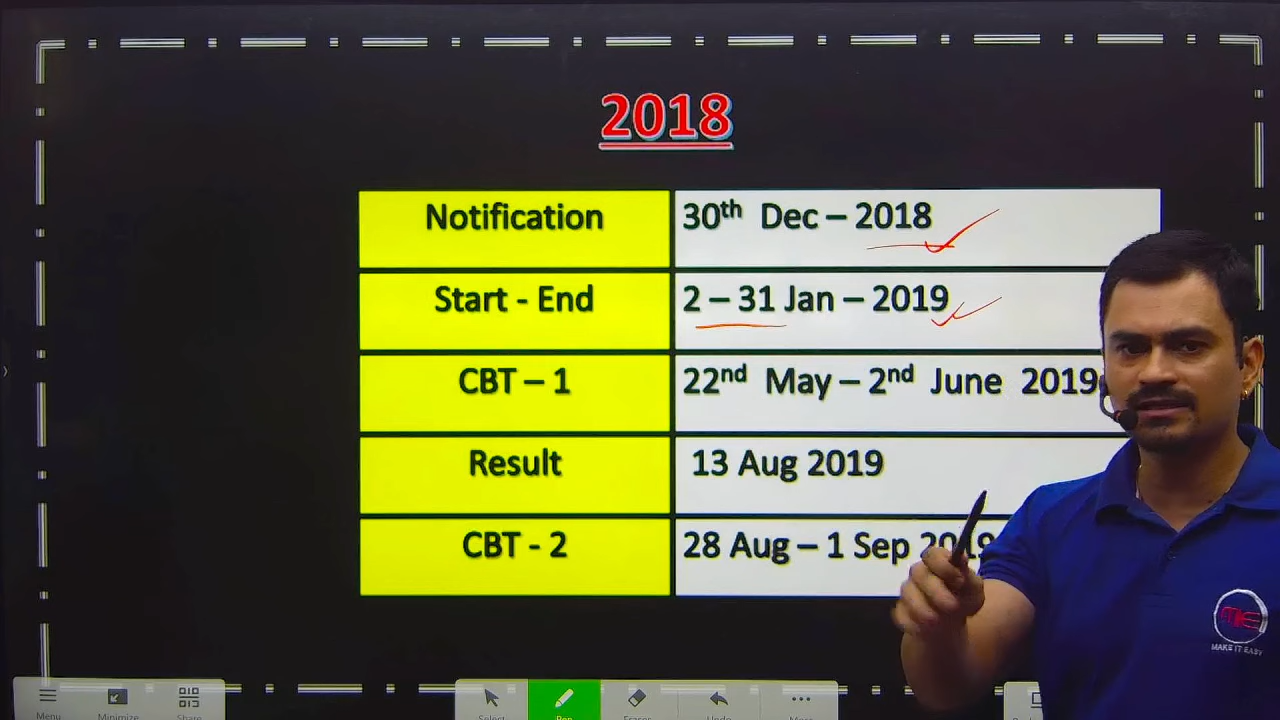 2018
Notification 30th Dec – 2018
Start - End 2 – 31 Jan – 2019
CBT – 1 22nd May – 2nd June 2019
Result 13 Aug 2019
CBT - 2 28 Aug – 1 Sep 2019
MIE
MAKE IT EASY
Menu Minimize Share Select Pen Eraser Undo More